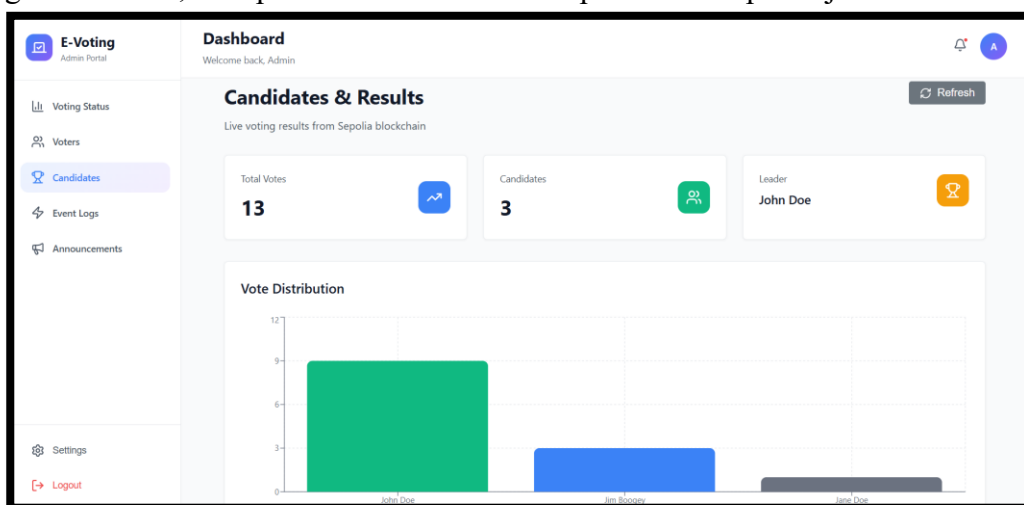 E-Voting
Admin Portal
Dashboard
Welcome back, Admin
A
Voting Status
Voters
Candidates
Event Logs
Announcements
Settings
Logout
Candidates & Results
Refresh
Live voting results from Sepolia blockchain
Total Votes
13
Candidates
3
Leader
John Doe
Vote Distribution
12
9
6
3
0
John Doe Jim Boogey Jane Doe